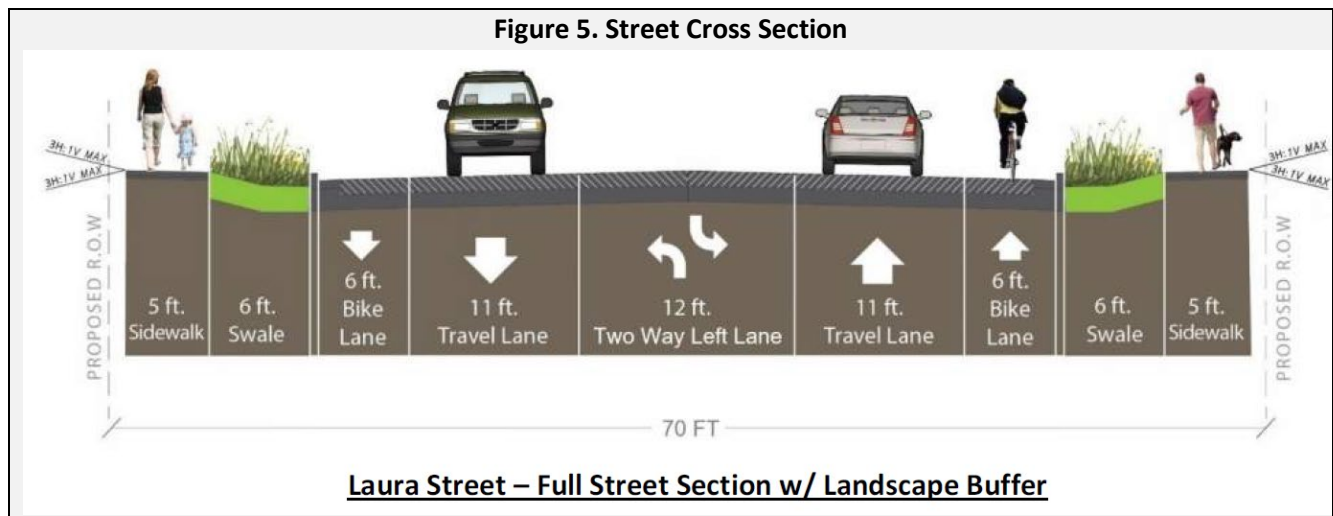 Figure 5. Street Cross Section
3H:1V MAX
3H:1V MAX
3H:1V MAX
3H:1V MAX
PROPOSED R.O.W
5 ft.
Sidewalk
6 ft.
Swale
6 ft.
Bike
Lane
11 ft.
Travel Lane
12 ft.
Two Way Left Lane
11 ft.
Travel Lane
6 ft.
Bike
Lane
6 ft.
Swale
5 ft.
Sidewalk
PROPOSED R.O.W
70 FT
Laura Street – Full Street Section w/ Landscape Buffer